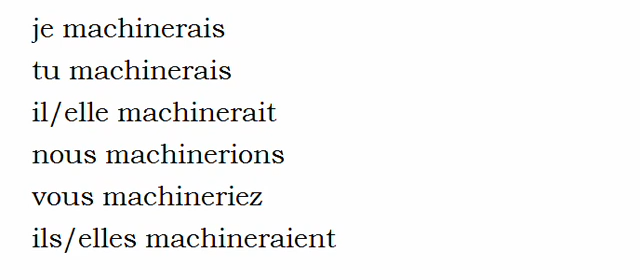 je machinerais
tu machinerais
il/elle machinerait
nous machinerions
vous machineriez
ils/elles machineraient